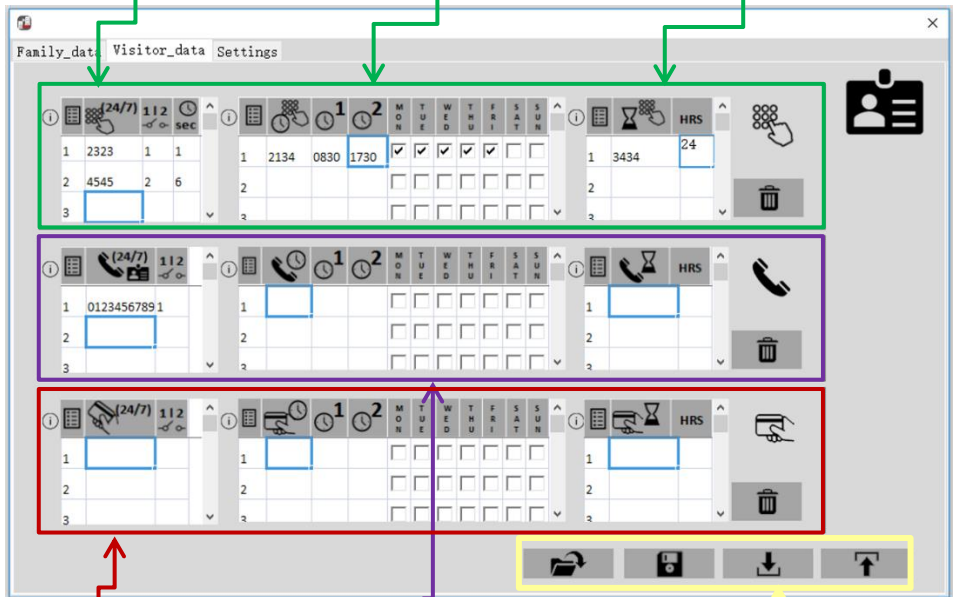 Family_data Visitor_data Settings
(24/7) 1 2 sec 1 2 MON TUE WED THU FRI SAT SUN HRS
1 2323 1 1 1 2134 0830 1730 1 3434 24
2 4545 2 6 2 2
3 3 3
(24/7) 1 2 1 2 MON TUE WED THU FRI SAT SUN HRS
1 0123456789 1 1 1
2 2 2
3 3 3
(24/7) 1 2 1 2 MON TUE WED THU FRI SAT SUN HRS
1 1 1
2 2 2
3 3 3